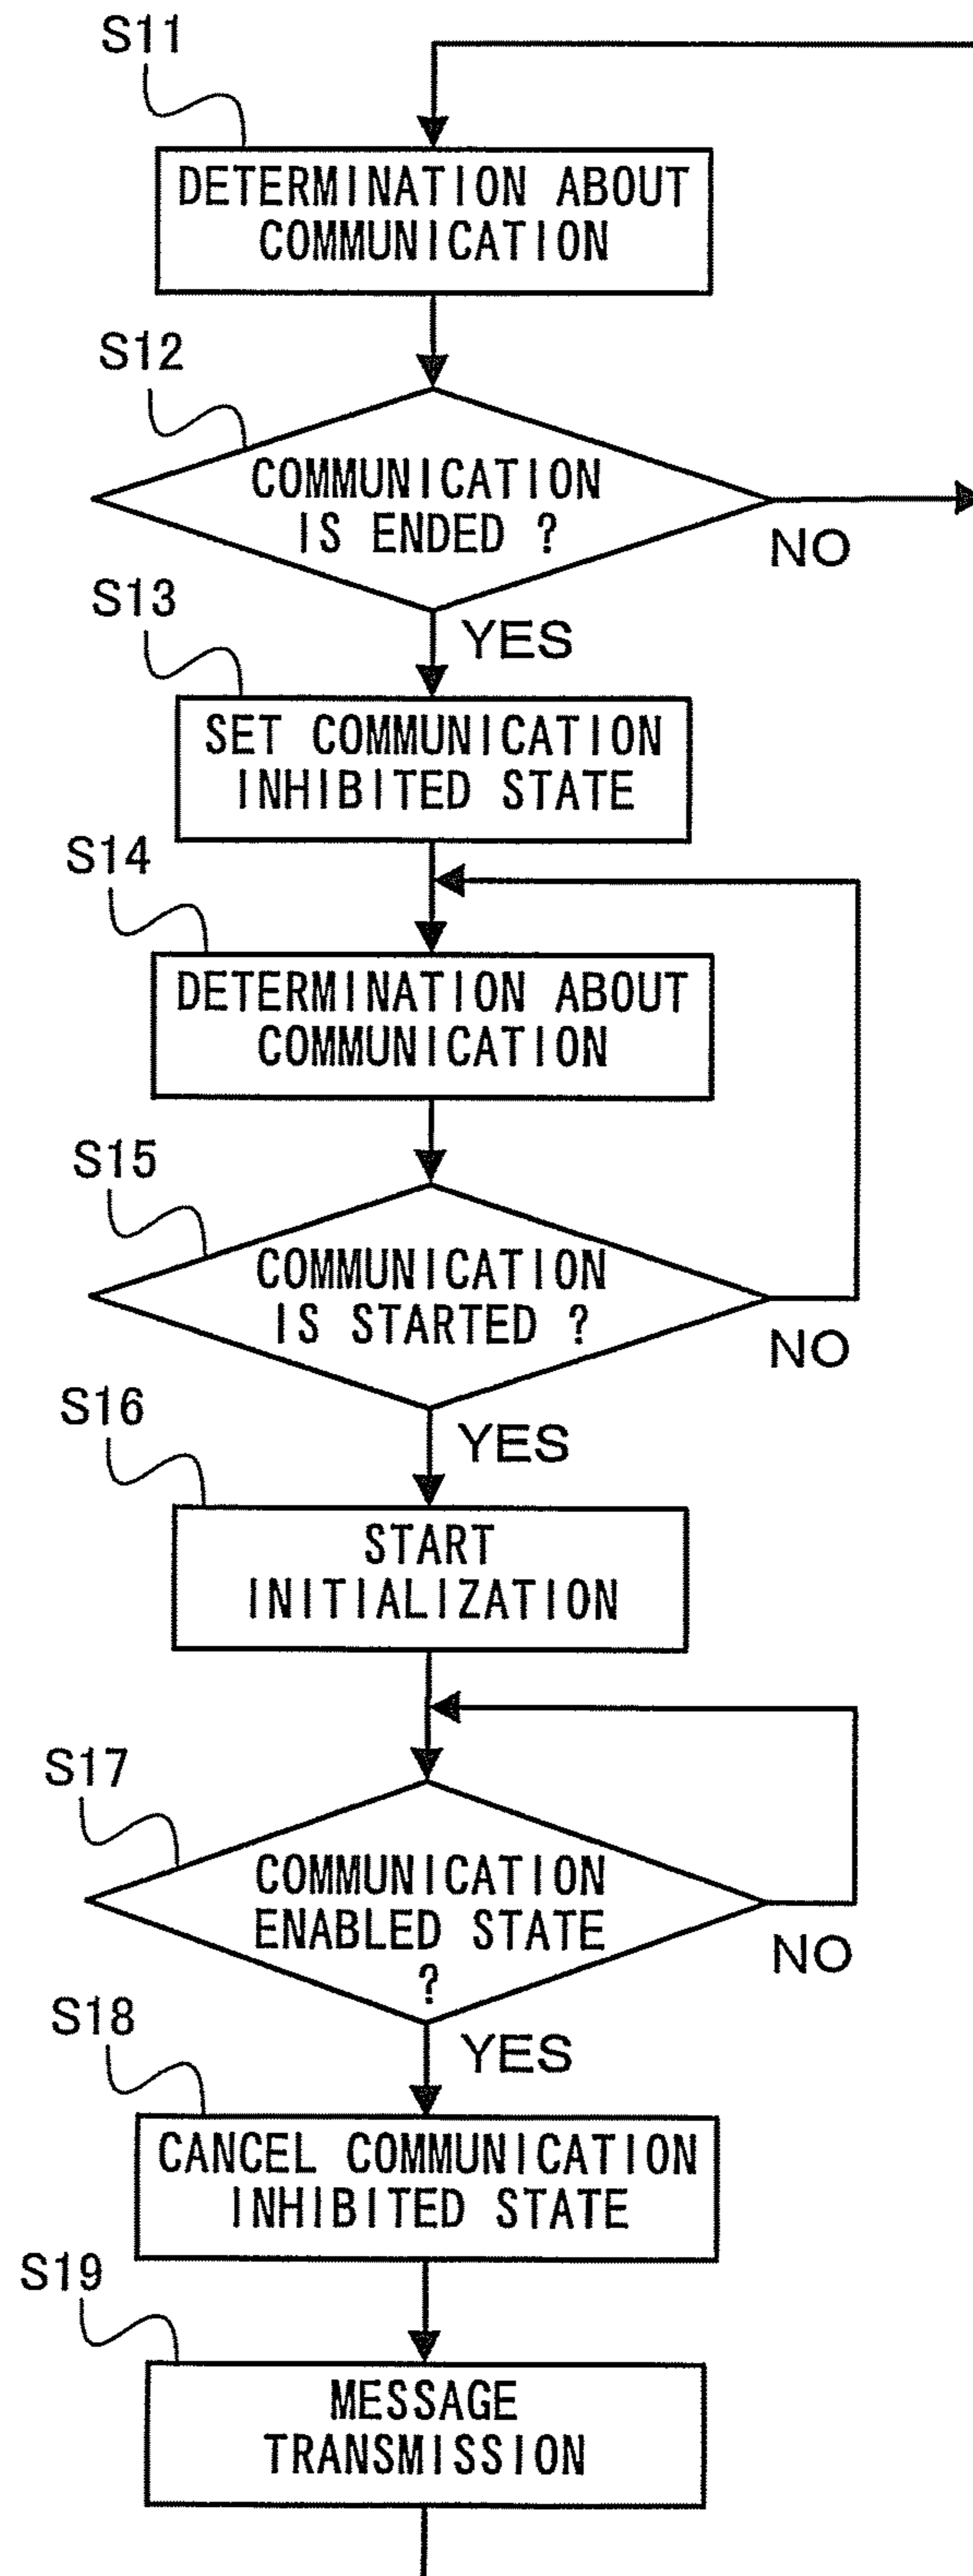 S11
DETERMINATION ABOUT
COMMUNICATION
S12
COMMUNICATION
IS ENDED ?
NO
S13
YES
SET COMMUNICATION
INHIBITED STATE
S14
DETERMINATION ABOUT
COMMUNICATION
S15
COMMUNICATION
IS STARTED ?
NO
S16
YES
START
INITIALIZATION
S17
COMMUNICATION
ENABLED STATE
?
NO
S18
YES
CANCEL COMMUNICATION
INHIBITED STATE
S19
MESSAGE
TRANSMISSION